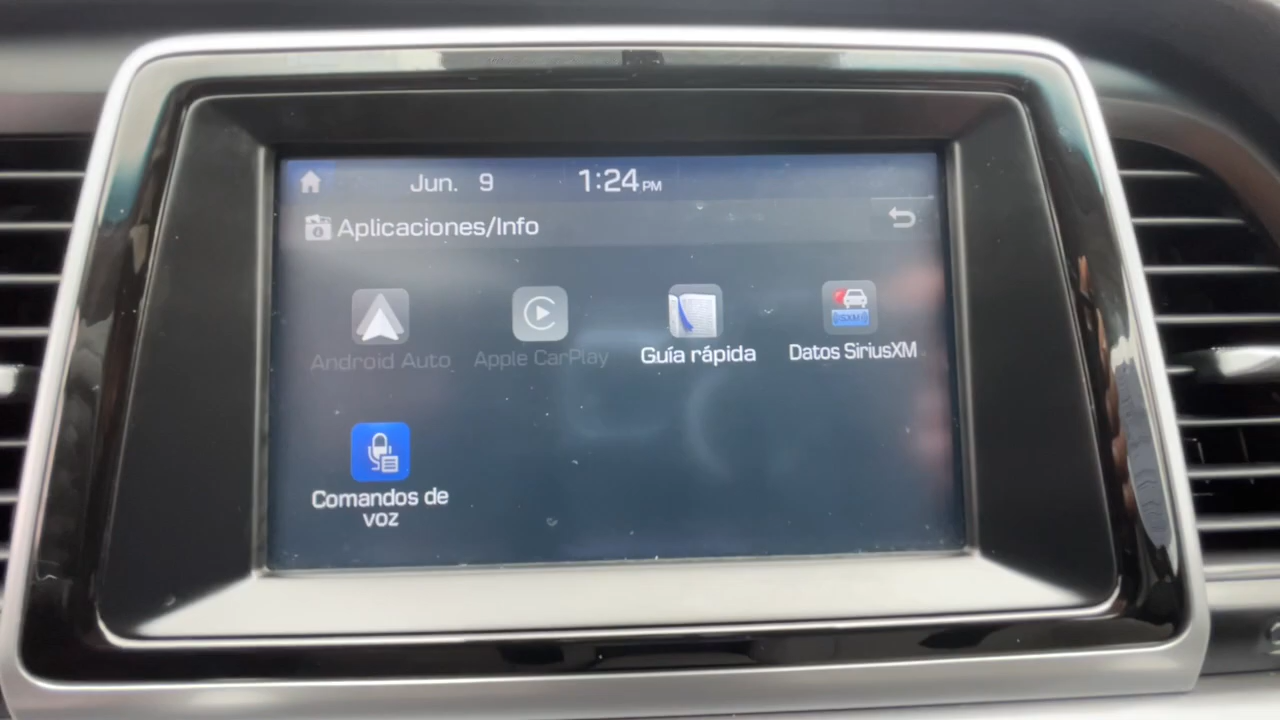 Jun. 9 1:24 PM
Aplicaciones/Info
Android Auto Apple CarPlay Guía rápida Datos SiriusXM
Comandos de
voz